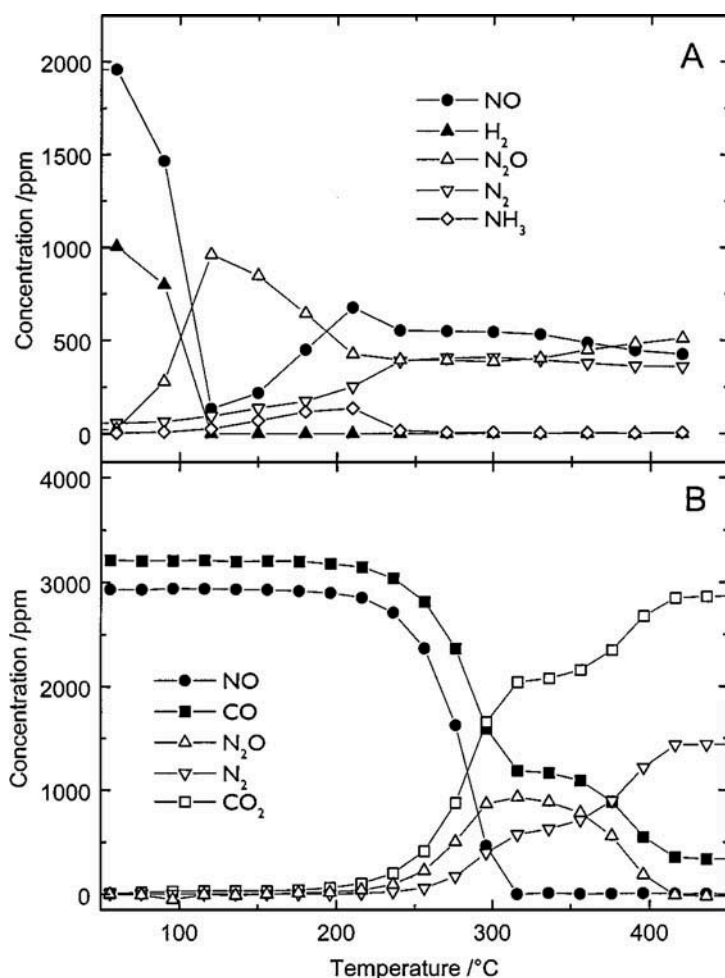 A
2000
1500
1000
500
0
Concentration /ppm
NO
H₂
N₂O
N₂
NH₃
B
4000
3000
2000
1000
0
Concentration /ppm
NO
CO
N₂O
N₂
CO₂
100
200
300
400
Temperature /°C